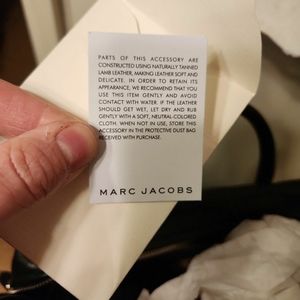 PARTS OF THIS ACCESSORY ARE
CONSTRUCTED USING NATURALLY TANNED
LAMB LEATHER, MAKING LEATHER SOFT AND
DELICATE. IN ORDER TO RETAIN ITS
APPEARANCE, WE RECOMMEND THAT YOU
USE THIS ITEM GENTLY AND AVOID
CONTACT WITH WATER. IF THE LEATHER
SHOULD GET WET, LET DRY AND RUB
GENTLY WITH A SOFT, NEUTRAL-COLORED
CLOTH. WHEN NOT IN USE, STORE THIS
ACCESSORY IN THE PROTECTIVE DUST BAG
RECEIVED WITH PURCHASE.
MARC JACOBS